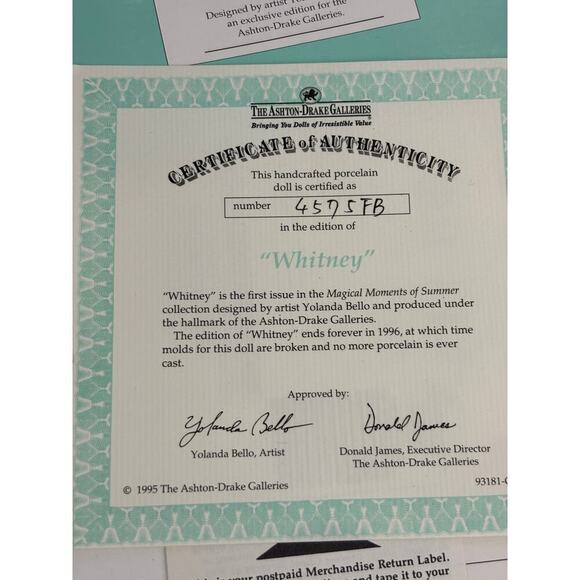 Designed by artist
an exclusive edition for the
Ashton-Drake Galleries.
THE ASHTON-DRAKE GALLERIES
Bringing You Dolls of Irresistible Value
CERTIFICATE of AUTHENTICITY
This handcrafted porcelain
doll is certified as
number 4575FB
in the edition of
"Whitney"
"Whitney" is the first issue in the Magical Moments of Summer
collection designed by artist Yolanda Bello and produced under
the hallmark of the Ashton-Drake Galleries.
The edition of "Whitney" ends forever in 1996, at which time
molds for this doll are broken and no more porcelain is ever
cast.
Approved by:
Yolanda Bello Donald James
Yolanda Bello, Artist Donald James, Executive Director
The Ashton-Drake Galleries
© 1995 The Ashton-Drake Galleries 93181-
your postpaid Merchandise Return Label.
and tape it to your